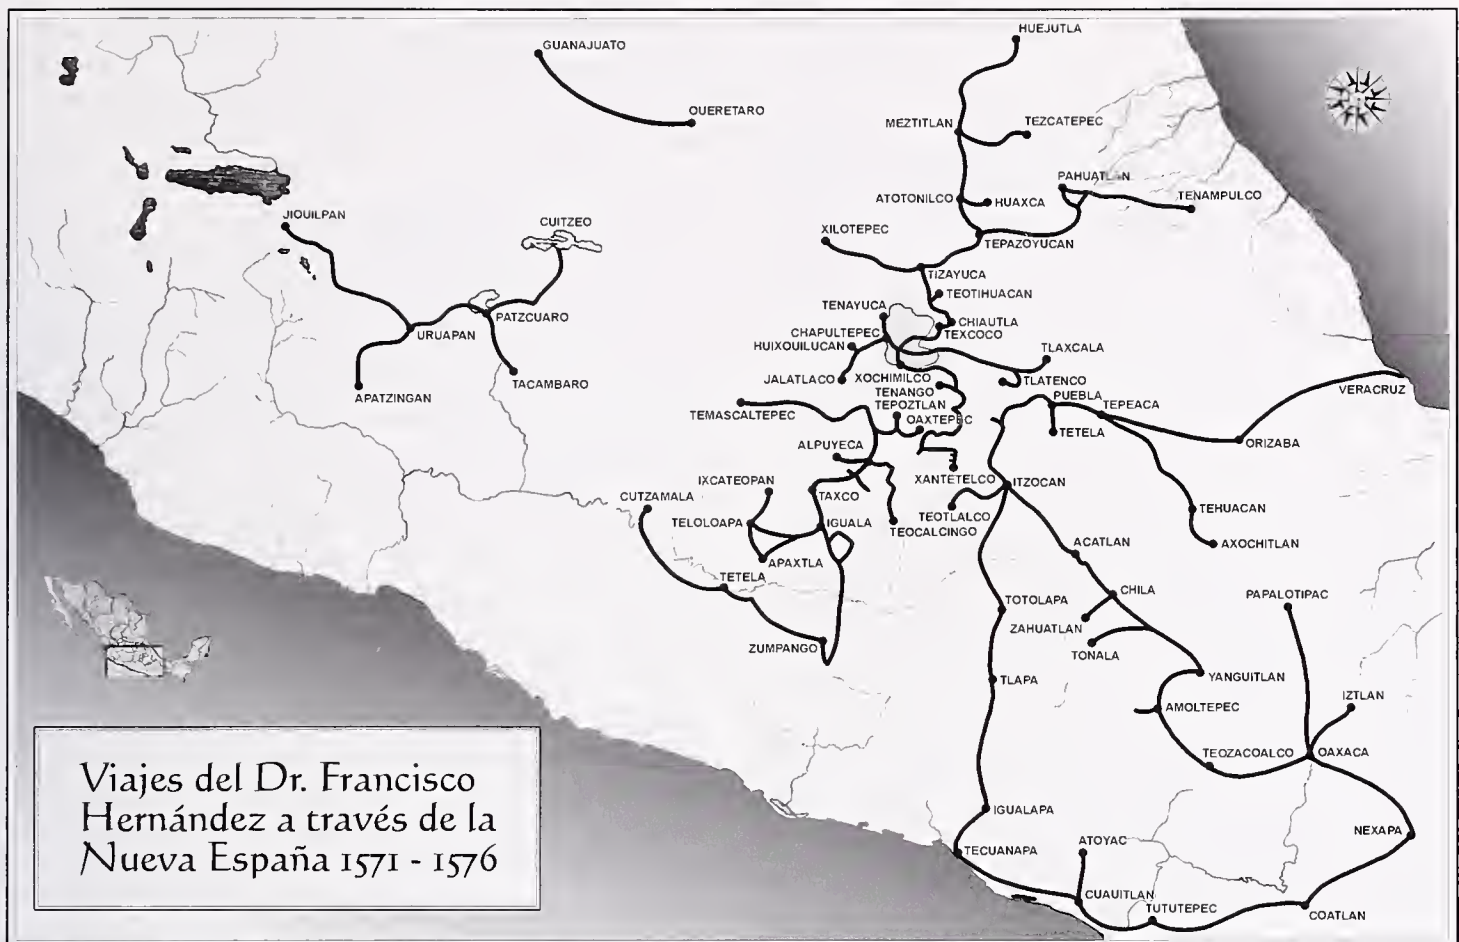 HUEJUTLA
GUANAJUATO
QUERETARO
MEZTITLAN
TEZCATEPEC
PAHUATLAN
TENAMPULCO
ATOTONILCO
HUAXCA
JIQUILPAN
CUITZEO
XILOTEPEC
TEPAZOYUCAN
TIZAYUCA
TEOTIHUACAN
TENAYUCA
CHIAUTLA
PATZCUARO
URUAPAN
CHAPULTEPEC
TEXCOCO
HUIXQUILUCAN
TLAXCALA
JALATLACO
XOCHIMILCO
TLATENCO
TACAMBARO
APATZINGAN
TENANGO
VERACRUZ
TEMASCALTEPEC
TEPOZTLAN
PUEBLA
TEPEACA
OAXTEPEC
TETELA
ORIZABA
ALPUYECA
IXCATEOPAN
XANTETELCO
ITZOCAN
CUTZAMALA
TAXCO
TEOTLALCO
TEHUACAN
TELOLOAPA
IGUALA
TEOCALCINGO
ACATLAN
AXOCHITLAN
APAXTLA
TETELA
CHILA
PAPALOTIPAC
TOTOLAPA
ZAHUATLAN
ZUMPANGO
TONALA
TLAPA
YANGUITLAN
IZTLAN
AMOLTEPEC
TEOZACOALCO
OAXACA
Viajes del Dr. Francisco
Hernández a través de la
Nueva España 1571 - 1576
IGUALAPA
NEXAPA
TECUANAPA
ATOYAC
CUAUITLAN
TUTUTEPEC
COATLAN